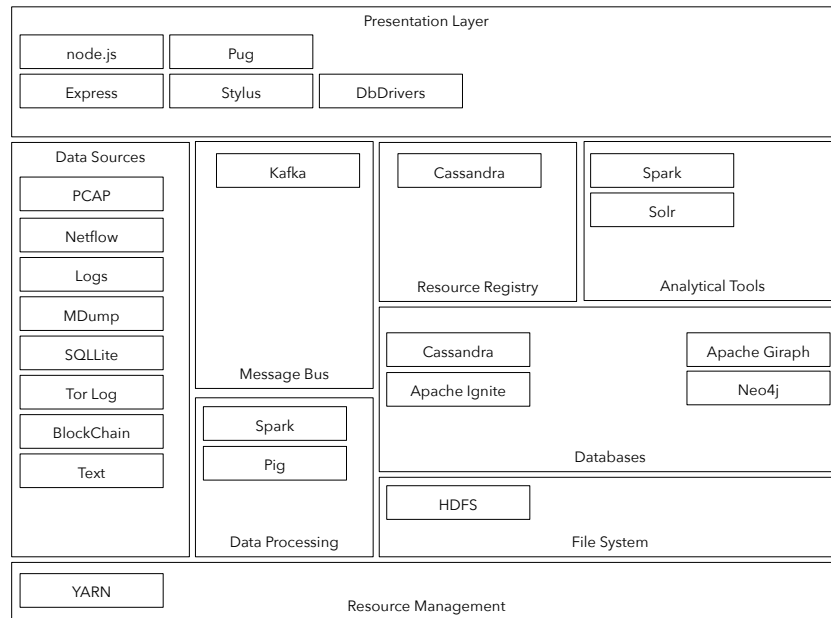 Presentation Layer
node.js
Pug
Express
Stylus
DbDrivers
Data Sources
PCAP
Netflow
Logs
MDump
SQLLite
Tor Log
BlockChain
Text
Kafka
Message Bus
Spark
Pig
Data Processing
Cassandra
Resource Registry
Spark
Solr
Analytical Tools
Cassandra
Apache Giraph
Apache Ignite
Neo4j
Databases
HDFS
File System
YARN
Resource Management